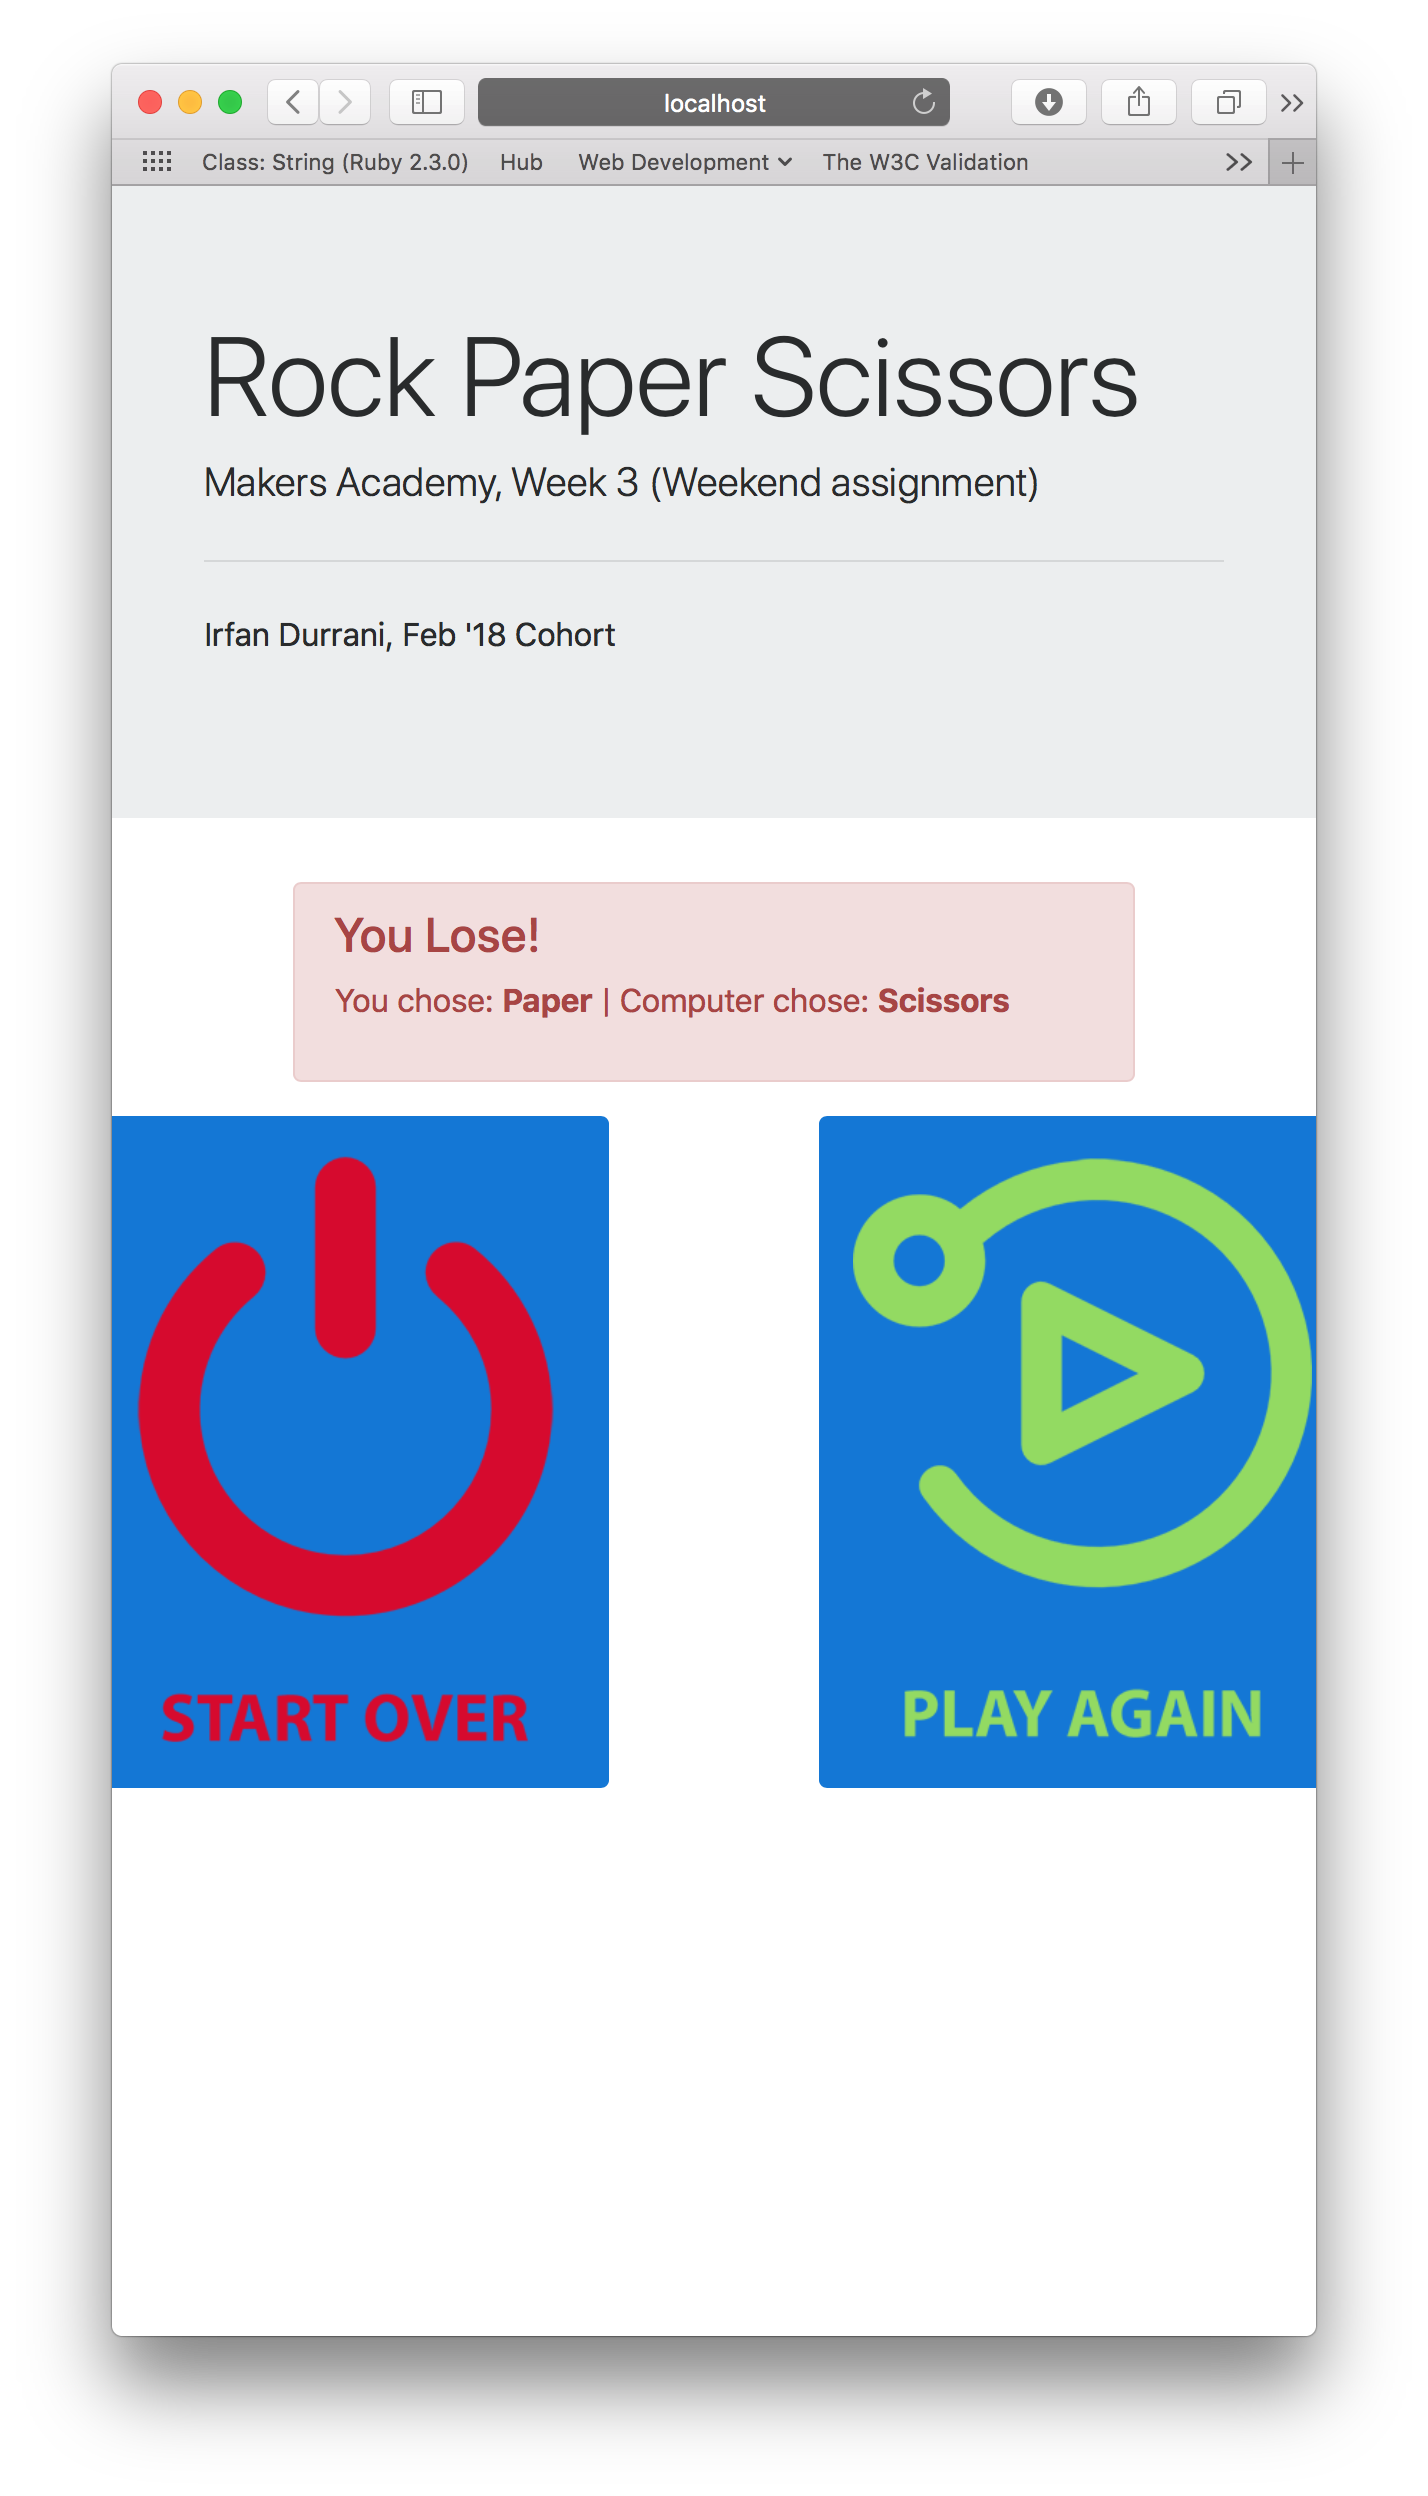 localhost
Class: String (Ruby 2.3.0) Hub Web Development The W3C Validation
Rock Paper Scissors
Makers Academy, Week 3 (Weekend assignment)
Irfan Durrani, Feb '18 Cohort
You Lose!
You chose: Paper | Computer chose: Scissors
START OVER
PLAY AGAIN